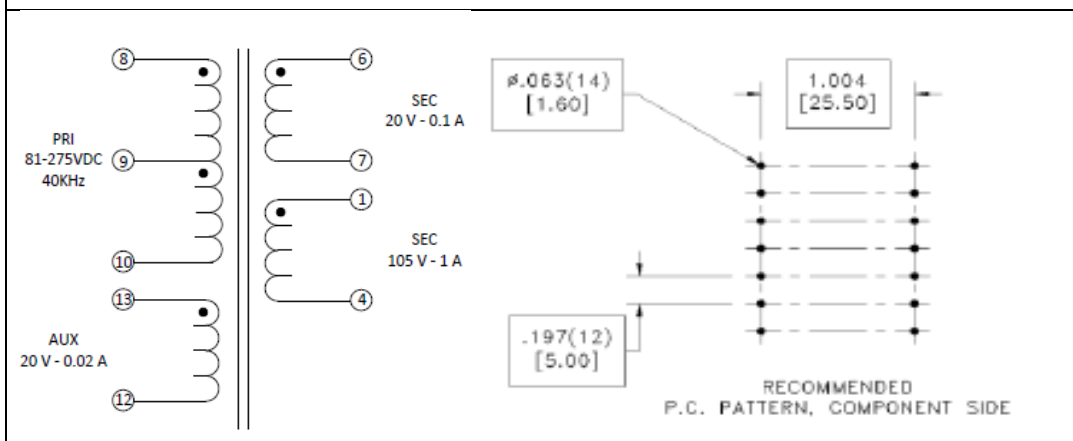 8
PRI
81-275VDC
40KHz
9
10
13
AUX
20 V - 0.02 A
12
6
SEC
20 V - 0.1 A
7
1
SEC
105 V - 1 A
4
ø.063(14)
[1.60]
1.004
[25.50]
.197(12)
[5.00]
RECOMMENDED
P.C. PATTERN, COMPONENT SIDE